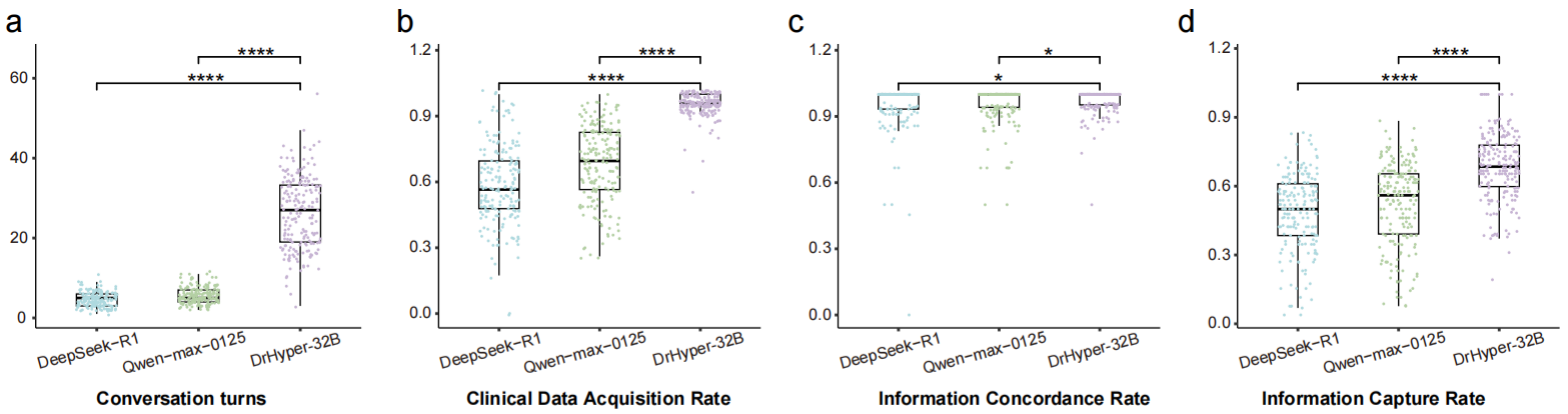 a
****
****
60
40
20
0
DeepSeek−R1
Qwen−max−0125
DrHyper-32B
Conversation turns
b
****
****
1.2
0.9
0.6
0.3
0.0
DeepSeek−R1
Qwen−max−0125
DrHyper-32B
Clinical Data Acquisition Rate
c
*
*
1.2
0.9
0.6
0.3
0.0
DeepSeek−R1
Qwen−max−0125
DrHyper-32B
Information Concordance Rate
d
****
****
1.2
0.9
0.6
0.3
0.0
DeepSeek−R1
Qwen−max−0125
DrHyper-32B
Information Capture Rate